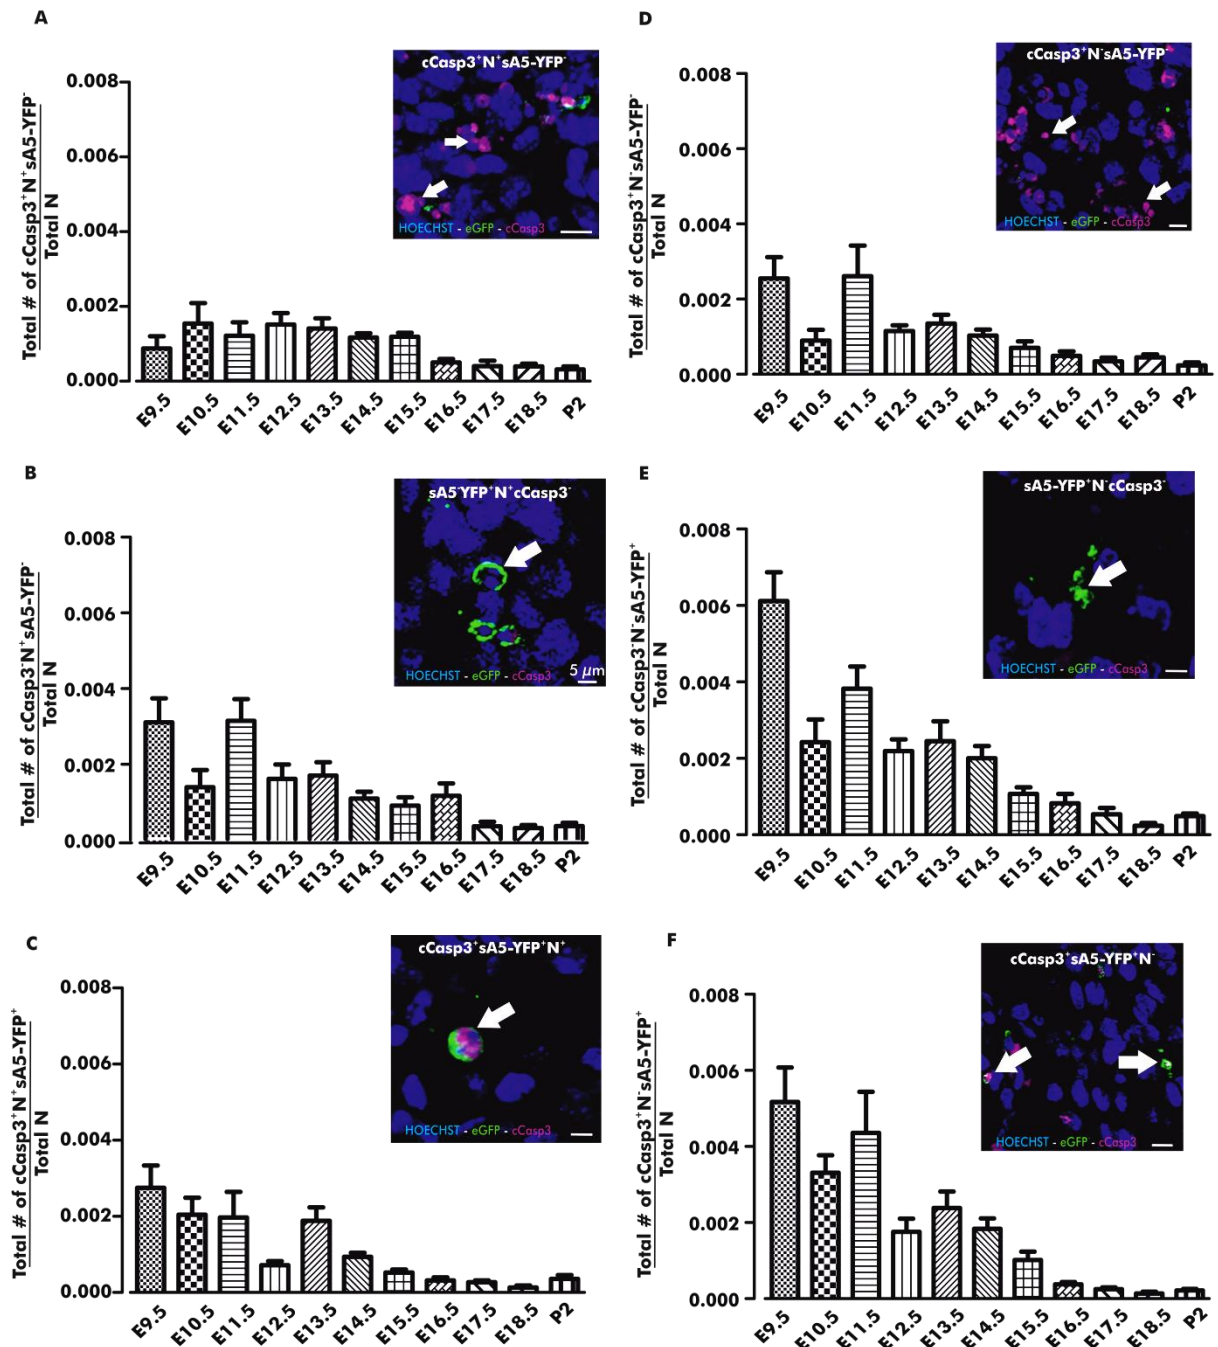 A
Total # of cCasp3⁺N⁺sA5-YFP⁻
Total N
0.008
0.006
0.004
0.002
0.000
cCasp3⁺N⁺sA5-YFP⁻
HOECHST - eGFP - cCasp3
E9.5 E10.5 E11.5 E12.5 E13.5 E14.5 E15.5 E16.5 E17.5 E18.5 P2
D
Total # of cCasp3⁺N⁻sA5-YFP⁻
Total N
0.008
0.006
0.004
0.002
0.000
cCasp3⁺N⁻sA5-YFP⁻
HOECHST - eGFP - cCasp3
E9.5 E10.5 E11.5 E12.5 E13.5 E14.5 E15.5 E16.5 E17.5 E18.5 P2
B
Total # of cCasp3⁻N⁺sA5-YFP⁻
Total N
0.008
0.006
0.004
0.002
0.000
sA5⁻YFP⁺N⁺cCasp3⁻
5 µm
HOECHST - eGFP - cCasp3
E9.5 E10.5 E11.5 E12.5 E13.5 E14.5 E15.5 E16.5 E17.5 E18.5 P2
E
Total # of cCasp3⁻N⁻sA5-YFP⁺
Total N
0.008
0.006
0.004
0.002
0.000
sA5-YFP⁺N⁻cCasp3⁻
HOECHST - eGFP - cCasp3
E9.5 E10.5 E11.5 E12.5 E13.5 E14.5 E15.5 E16.5 E17.5 E18.5 P2
C
Total # of cCasp3⁺N⁺sA5-YFP⁺
Total N
0.008
0.006
0.004
0.002
0.000
cCasp3⁺sA5-YFP⁺N⁺
HOECHST - eGFP - cCasp3
E9.5 E10.5 E11.5 E12.5 E13.5 E14.5 E15.5 E16.5 E17.5 E18.5 P2
F
Total # of cCasp3⁺N⁻sA5-YFP⁺
Total N
0.008
0.006
0.004
0.002
0.000
cCasp3⁺sA5-YFP⁺N⁻
HOECHST - eGFP - cCasp3
E9.5 E10.5 E11.5 E12.5 E13.5 E14.5 E15.5 E16.5 E17.5 E18.5 P2